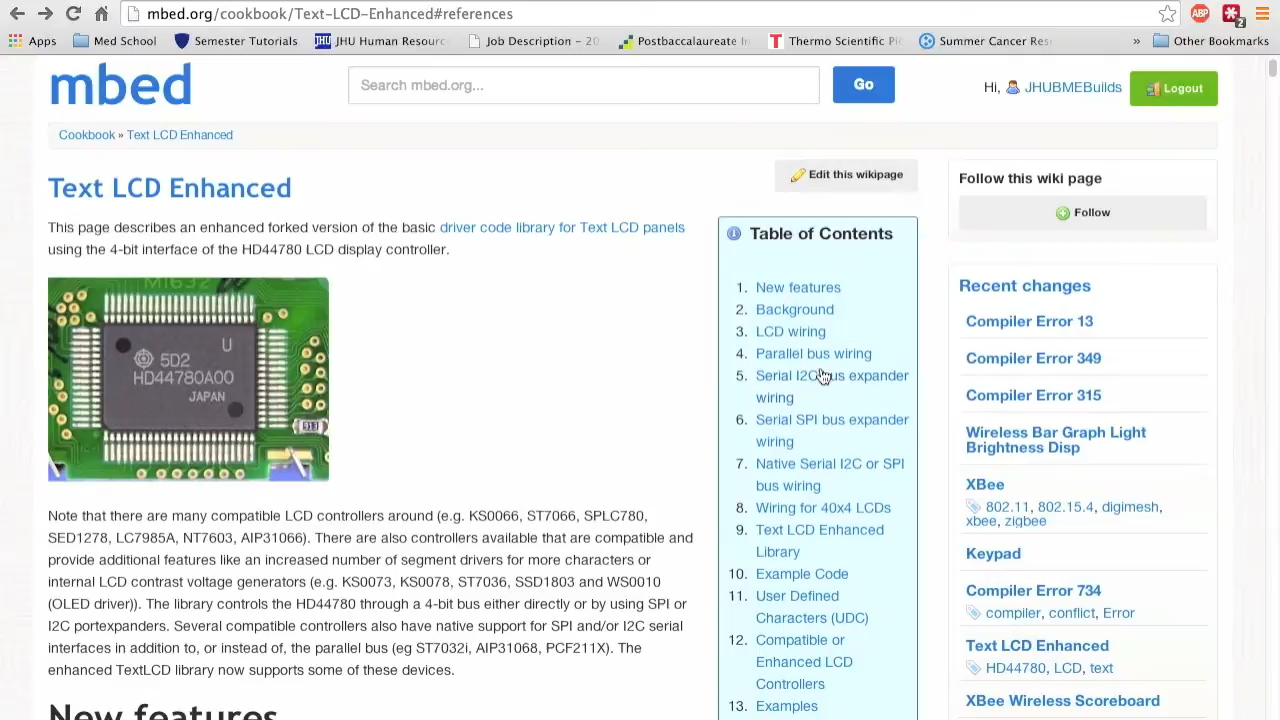 mbed.org/cookbook/Text-LCD-Enhanced#references
ABP
2
Apps
Med School
Semester Tutorials
JHU
JHU Human Resourc
Job Description – 20
Postbaccalaureate In
Thermo Scientific Pi
Summer Cancer Res
»
Other Bookmarks
mbed
Search mbed.org...
Go
Hi, JHUBMEBuilds
Logout
Cookbook » Text LCD Enhanced
Text LCD Enhanced
Edit this wikipage
This page describes an enhanced forked version of the basic driver code library for Text LCD panels
using the 4-bit interface of the HD44780 LCD display controller.
M1632
5D2
U
HD44780A00
JAPAN
913
Note that there are many compatible LCD controllers around (e.g. KS0066, ST7066, SPLC780,
SED1278, LC7985A, NT7603, AIP31066). There are also controllers available that are compatible and
provide additional features like an increased number of segment drivers for more characters or
internal LCD contrast voltage generators (e.g. KS0073, KS0078, ST7036, SSD1803 and WS0010
(OLED driver)). The library controls the HD44780 through a 4-bit bus either directly or by using SPI or
I2C portexpanders. Several compatible controllers also have native support for SPI and/or I2C serial
interfaces in addition to, or instead of, the parallel bus (eg ST7032i, AIP31068, PCF211X). The
enhanced TextLCD library now supports some of these devices.
New features
Table of Contents
1. New features
2. Background
3. LCD wiring
4. Parallel bus wiring
5. Serial I2C bus expander
wiring
6. Serial SPI bus expander
wiring
7. Native Serial I2C or SPI
bus wiring
8. Wiring for 40x4 LCDs
9. Text LCD Enhanced
Library
10. Example Code
11. User Defined
Characters (UDC)
12. Compatible or
Enhanced LCD
Controllers
13. Examples
Follow this wiki page
Follow
Recent changes
Compiler Error 13
Compiler Error 349
Compiler Error 315
Wireless Bar Graph Light
Brightness Disp
XBee
802.11, 802.15.4, digimesh,
xbee, zigbee
Keypad
Compiler Error 734
compiler, conflict, Error
Text LCD Enhanced
HD44780, LCD, text
XBee Wireless Scoreboard